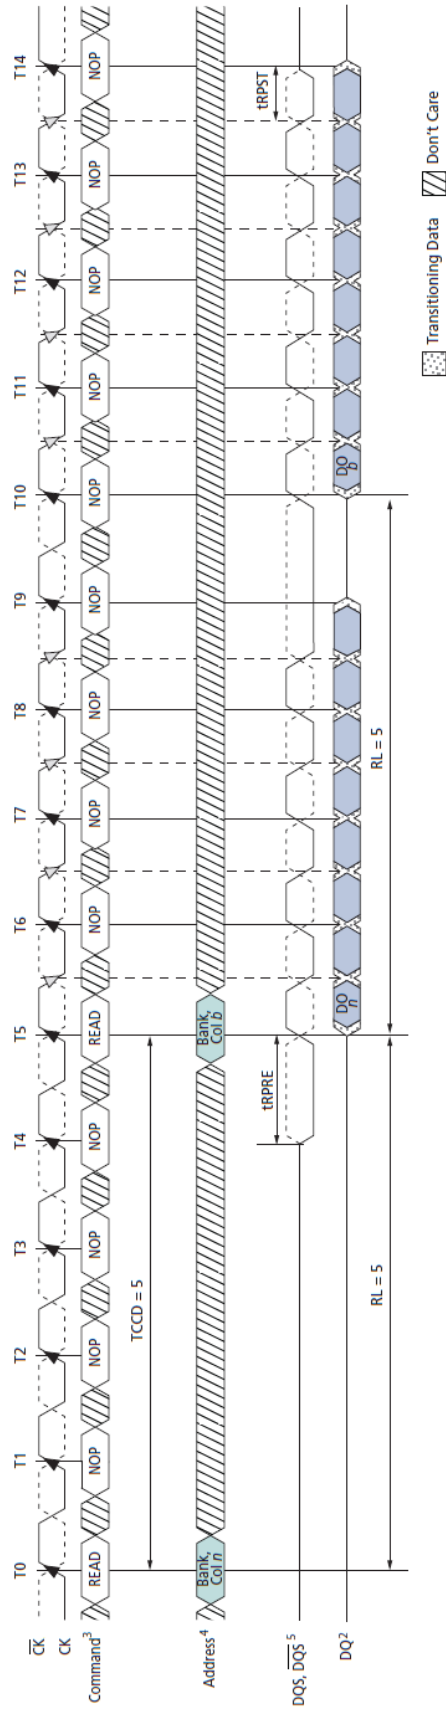 T0 T1 T2 T3 T4 T5 T6 T7 T8 T9 T10 T11 T12 T13 T14
CK
CK
Command3 READ NOP NOP NOP NOP READ NOP NOP NOP NOP NOP NOP NOP NOP NOP
TCCD = 5
Address4 Bank, Col n Bank, Col b
tRPRE tRPST
DQS, DQS 5
DQ2 DO n DO b
RL = 5 RL = 5
Transitioning Data Don't Care